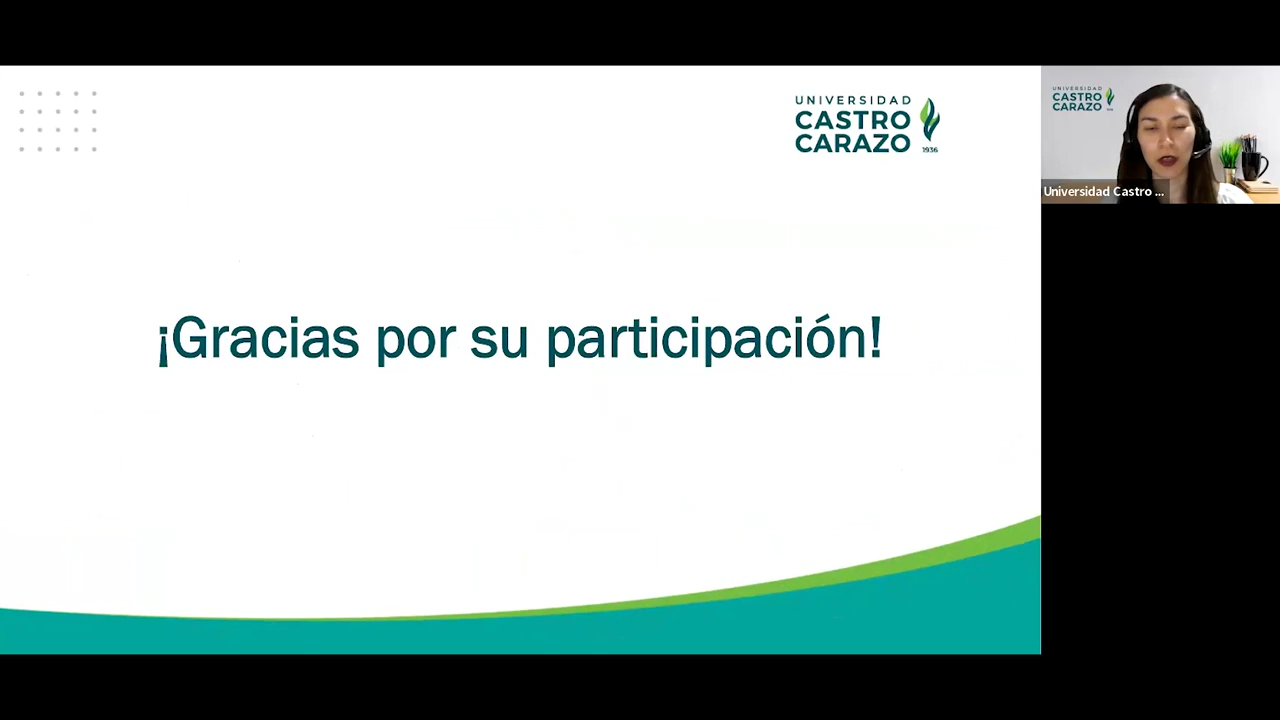 UNIVERSIDAD
CASTRO
CARAZO
1936
¡Gracias por su participación!
UNIVERSIDAD
CASTRO
CARAZO
Universidad Castro ...